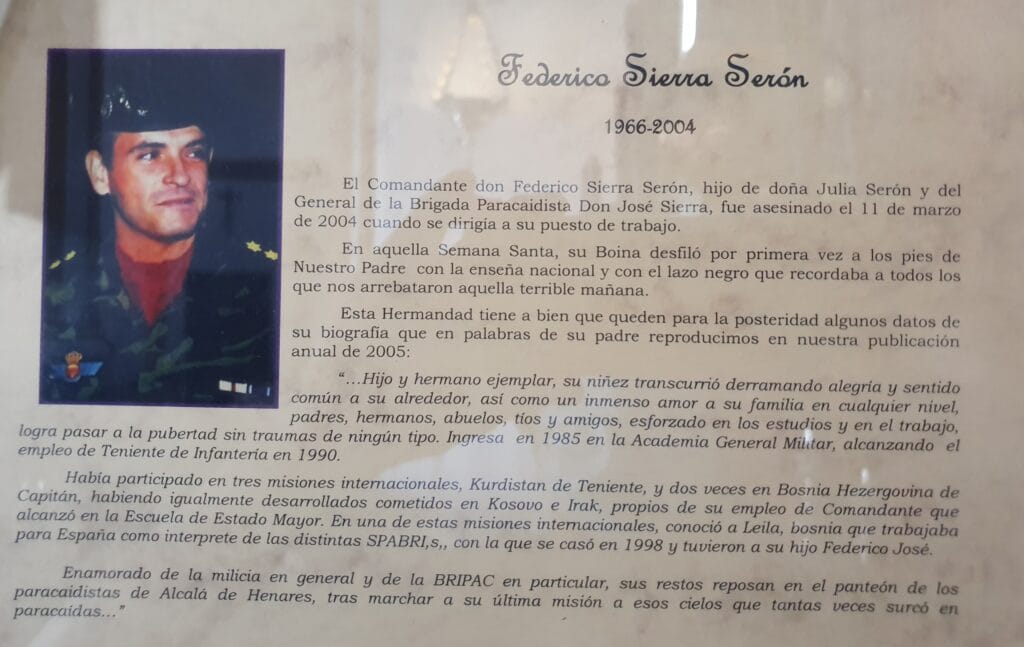 Federico Sierra Serón
1966-2004
El Comandante don Federico Sierra Serón, hijo de doña Julia Serón y del
General de la Brigada Paracaidista Don José Sierra, fue asesinado el 11 de marzo
de 2004 cuando se dirigía a su puesto de trabajo.
En aquella Semana Santa, su Boina desfiló por primera vez a los pies de
Nuestro Padre con la enseña nacional y con el lazo negro que recordaba a todos los
que nos arrebataron aquella terrible mañana.
Esta Hermandad tiene a bien que queden para la posteridad algunos datos de
su biografía que en palabras de su padre reproducimos en nuestra publicación
anual de 2005:
“...Hijo y hermano ejemplar, su niñez transcurrió derramando alegría y sentido
común a su alrededor, así como un inmenso amor a su familia en cualquier nivel,
padres, hermanos, abuelos, tíos y amigos, esforzado en los estudios y en el trabajo,
logra pasar a la pubertad sin traumas de ningún tipo. Ingresa en 1985 en la Academia General Militar, alcanzando el
empleo de Teniente de Infantería en 1990.
Había participado en tres misiones internacionales, Kurdistan de Teniente, y dos veces en Bosnia Hezergovina de
Capitán, habiendo igualmente desarrollados cometidos en Kosovo e Irak, propios de su empleo de Comandante que
alcanzó en la Escuela de Estado Mayor. En una de estas misiones internacionales, conoció a Leila, bosnia que trabajaba
para España como interprete de las distintas SPABRI,s,, con la que se casó en 1998 y tuvieron a su hijo Federico José.
Enamorado de la milicia en general y de la BRIPAC en particular, sus restos reposan en el panteón de los
paracaidistas de Alcalá de Henares, tras marchar a su última misión a esos cielos que tantas veces surcó en
paracaídas...”